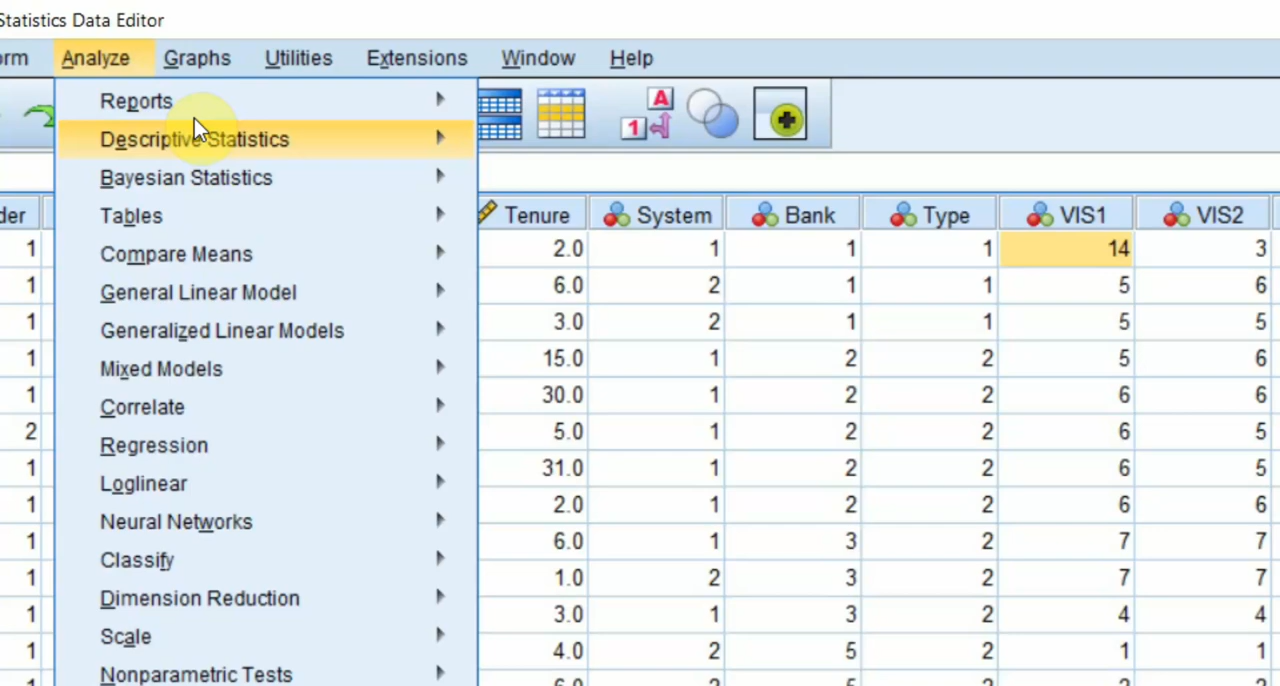 Statistics Data Editor
orm Analyze Graphs Utilities Extensions Window Help
Reports
A
1
Descriptive Statistics
Bayesian Statistics
Tables
Compare Means
General Linear Model
Generalized Linear Models
Mixed Models
Correlate
Regression
Loglinear
Neural Networks
Classify
Dimension Reduction
Scale
Nonparametric Tests
der Tenure System Bank Type VIS1 VIS2
1 2.0 1 1 1 14 3
1 6.0 2 1 1 5 6
1 3.0 2 1 1 5 5
1 15.0 1 2 2 5 6
1 30.0 1 2 2 6 6
2 5.0 1 2 2 6 5
1 31.0 1 2 2 6 5
1 2.0 1 2 2 6 6
1 6.0 1 3 2 7 7
1 1.0 2 3 2 7 7
1 3.0 1 3 2 4 4
1 4.0 2 5 2 1 1